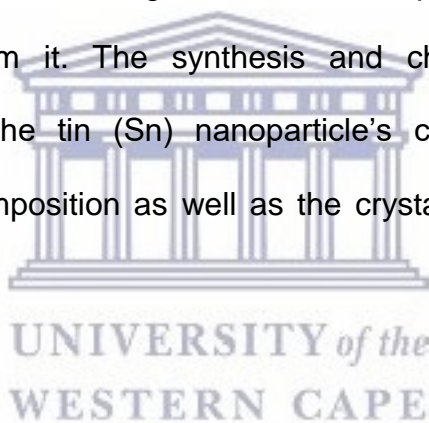 m it. The synthesis and ch
he tin (Sn) nanoparticle's c
mposition as well as the crysta
UNIVERSITY of the
WESTERN CAPE